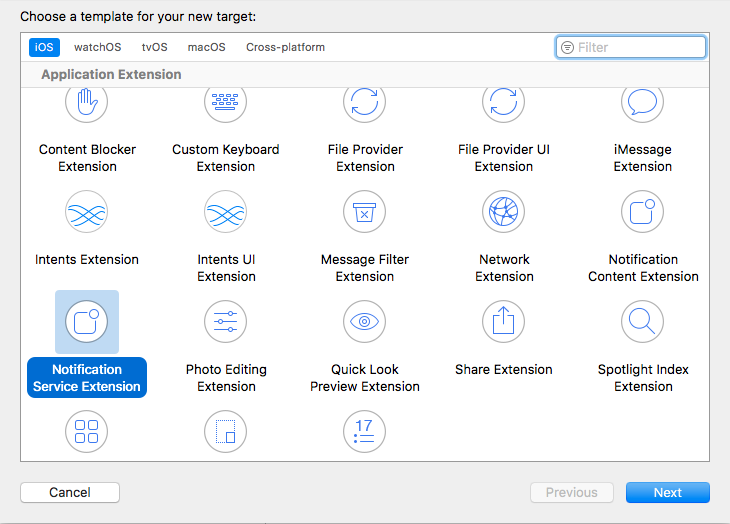 Choose a template for your new target:
iOS watchOS tvOS macOS Cross-platform Filter
Application Extension
Content Blocker Extension
Custom Keyboard Extension
File Provider Extension
File Provider UI Extension
iMessage Extension
Intents Extension
Intents UI Extension
Message Filter Extension
Network Extension
Notification Content Extension
Notification Service Extension
Photo Editing Extension
Quick Look Preview Extension
Share Extension
Spotlight Index Extension
17
Cancel Previous Next